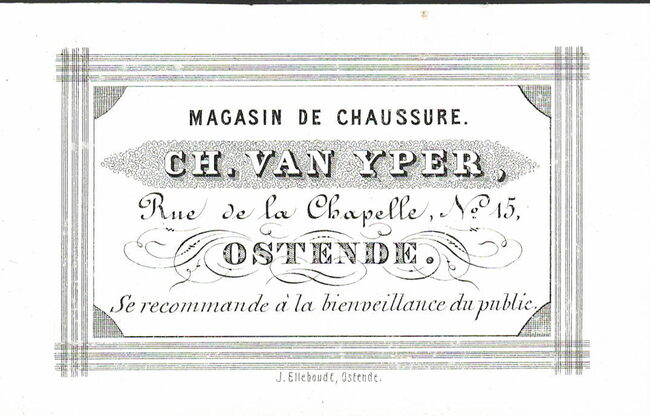 MAGASIN DE CHAUSSURE.
CH. VAN YPER,
Rue de la Chapelle, No. 15,
OSTENDE.
Se recommande à la bienveillance du public.
J. Elleboudt, Ostende.